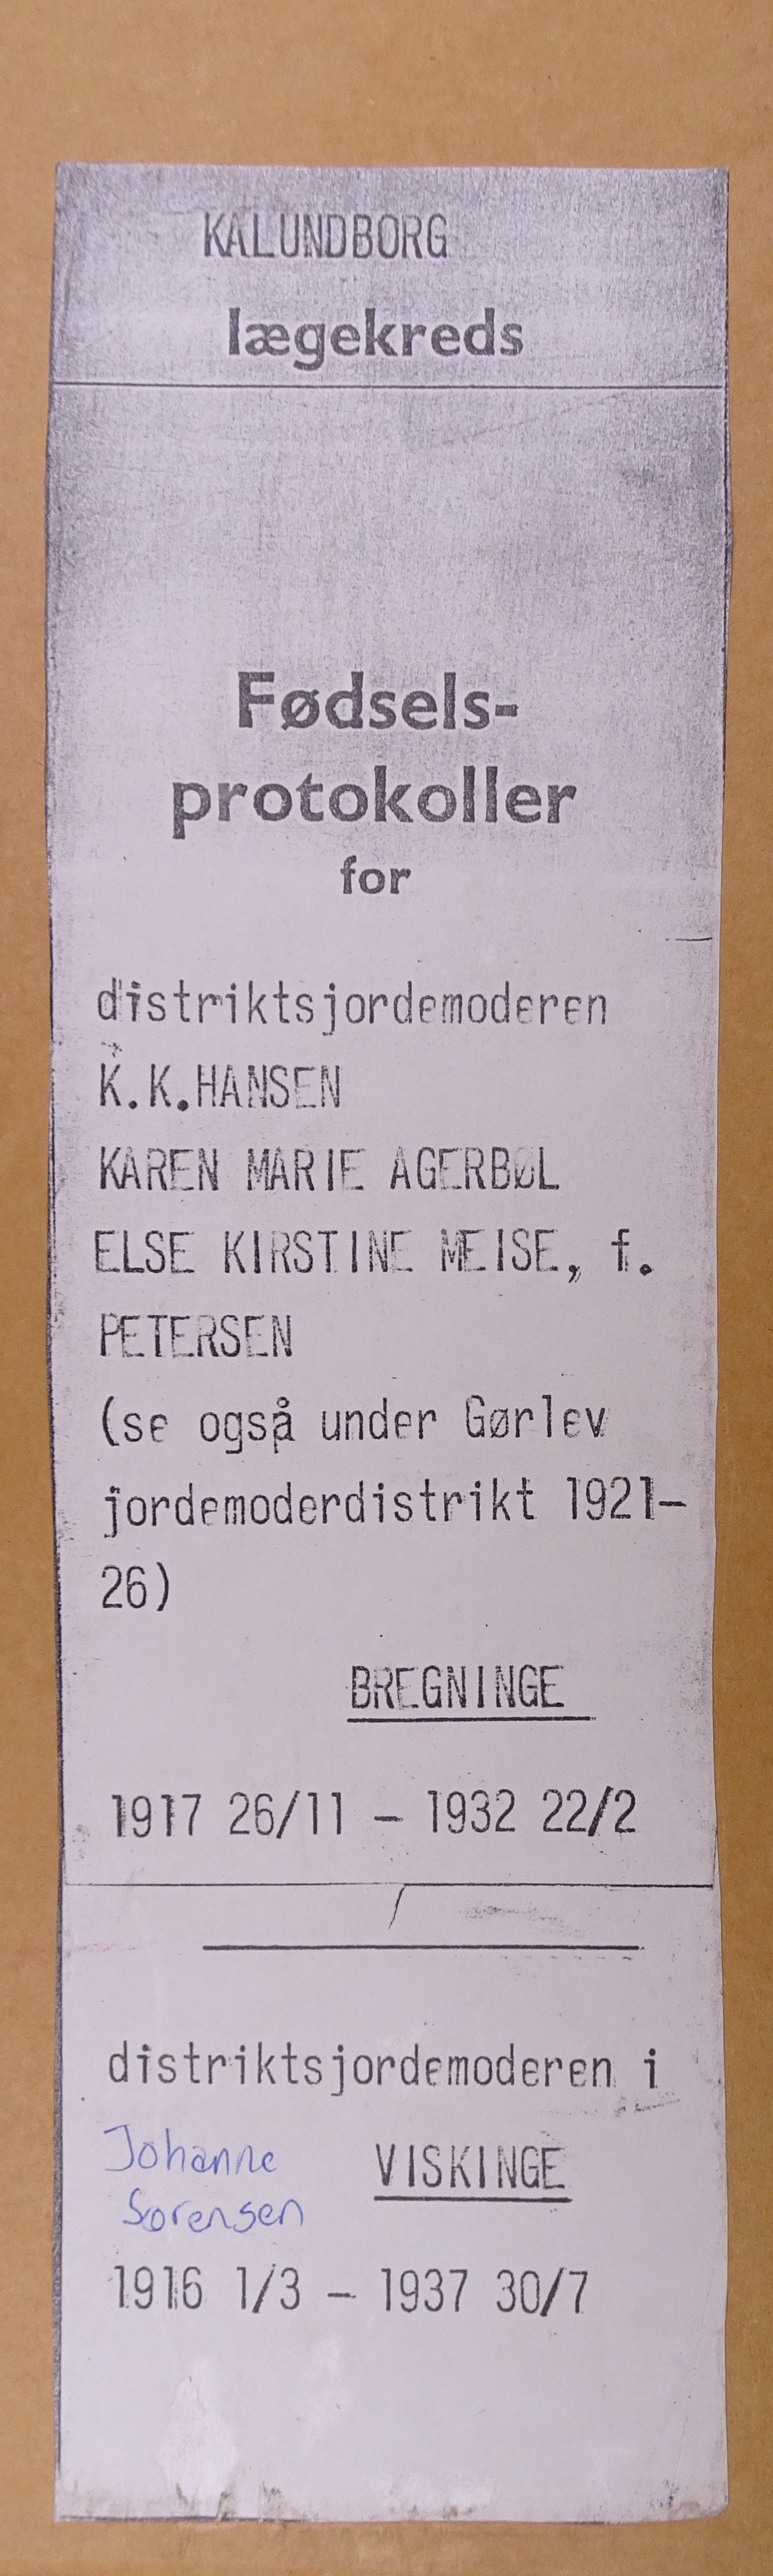 KALUNDBORG
lægekreds
Fødsels-
protokoller
for
distriktsjordemoderen
K.K.HANSEN
KAREN MARIE AGERBØL
ELSE KIRSTINE MEISE, f.
PETERSEN
(se også under Gørlev
jordemoderdistrikt 1921-
26)
BREGNINGE
1917 26/11 - 1932 22/2
distriktsjordemoderen i
Johanne VISKINGE
Sørensen
1916 1/3 - 1937 30/7